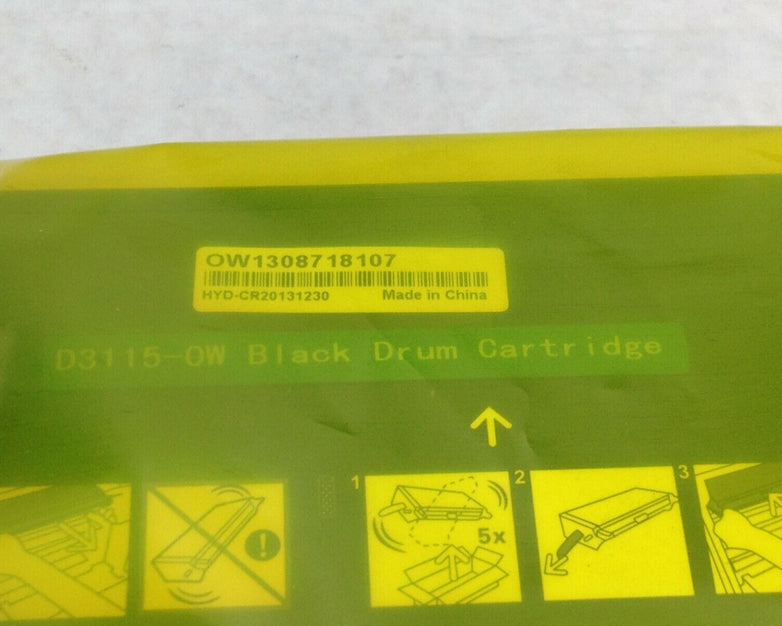 OW1308718107
HYD-CR20131230 Made in China
D3115-OW Black Drum Cartridge
1 2 3
!
5x